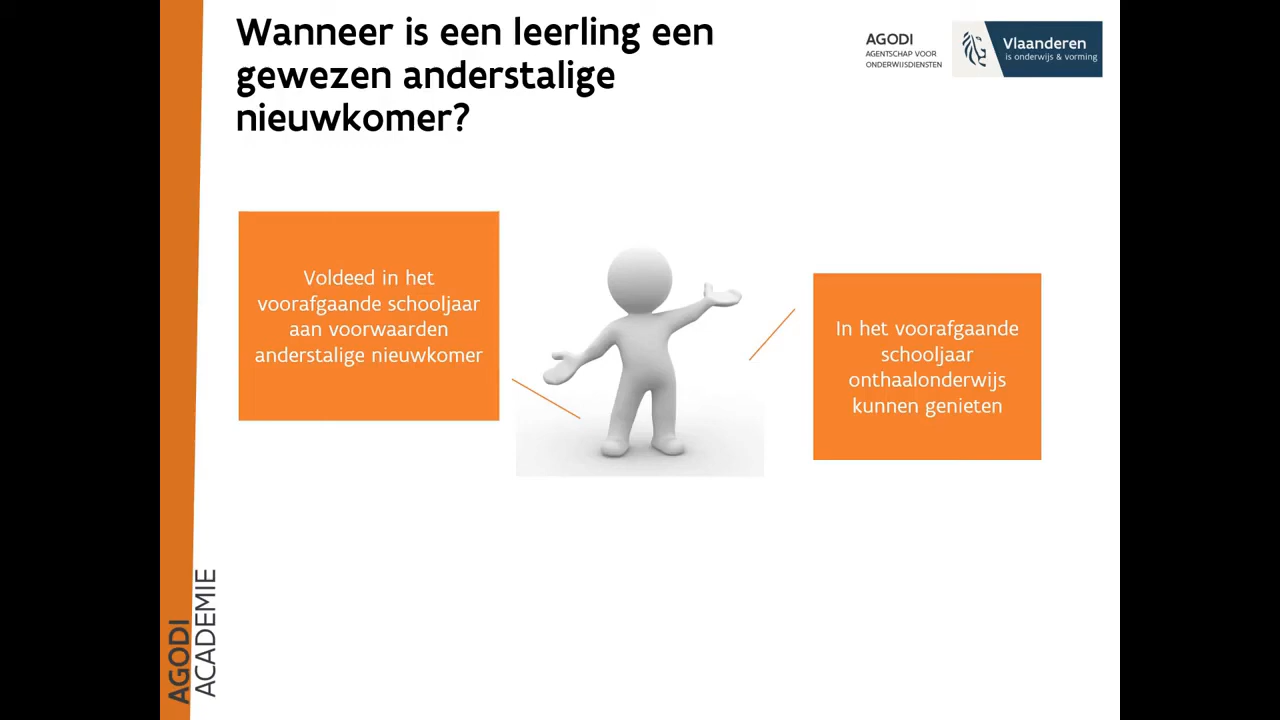 Wanneer is een leerling een
gewezen anderstalige
nieuwkomer?
AGODI
AGENTSCHAP VOOR
ONDERWIJSDIENSTEN
Vlaanderen
is onderwijs & vorming
Voldeed in het
voorafgaande schooljaar
aan voorwaarden
anderstalige nieuwkomer
In het voorafgaande
schooljaar
onthaalonderwijs
kunnen genieten
AGODI
ACADEMIE